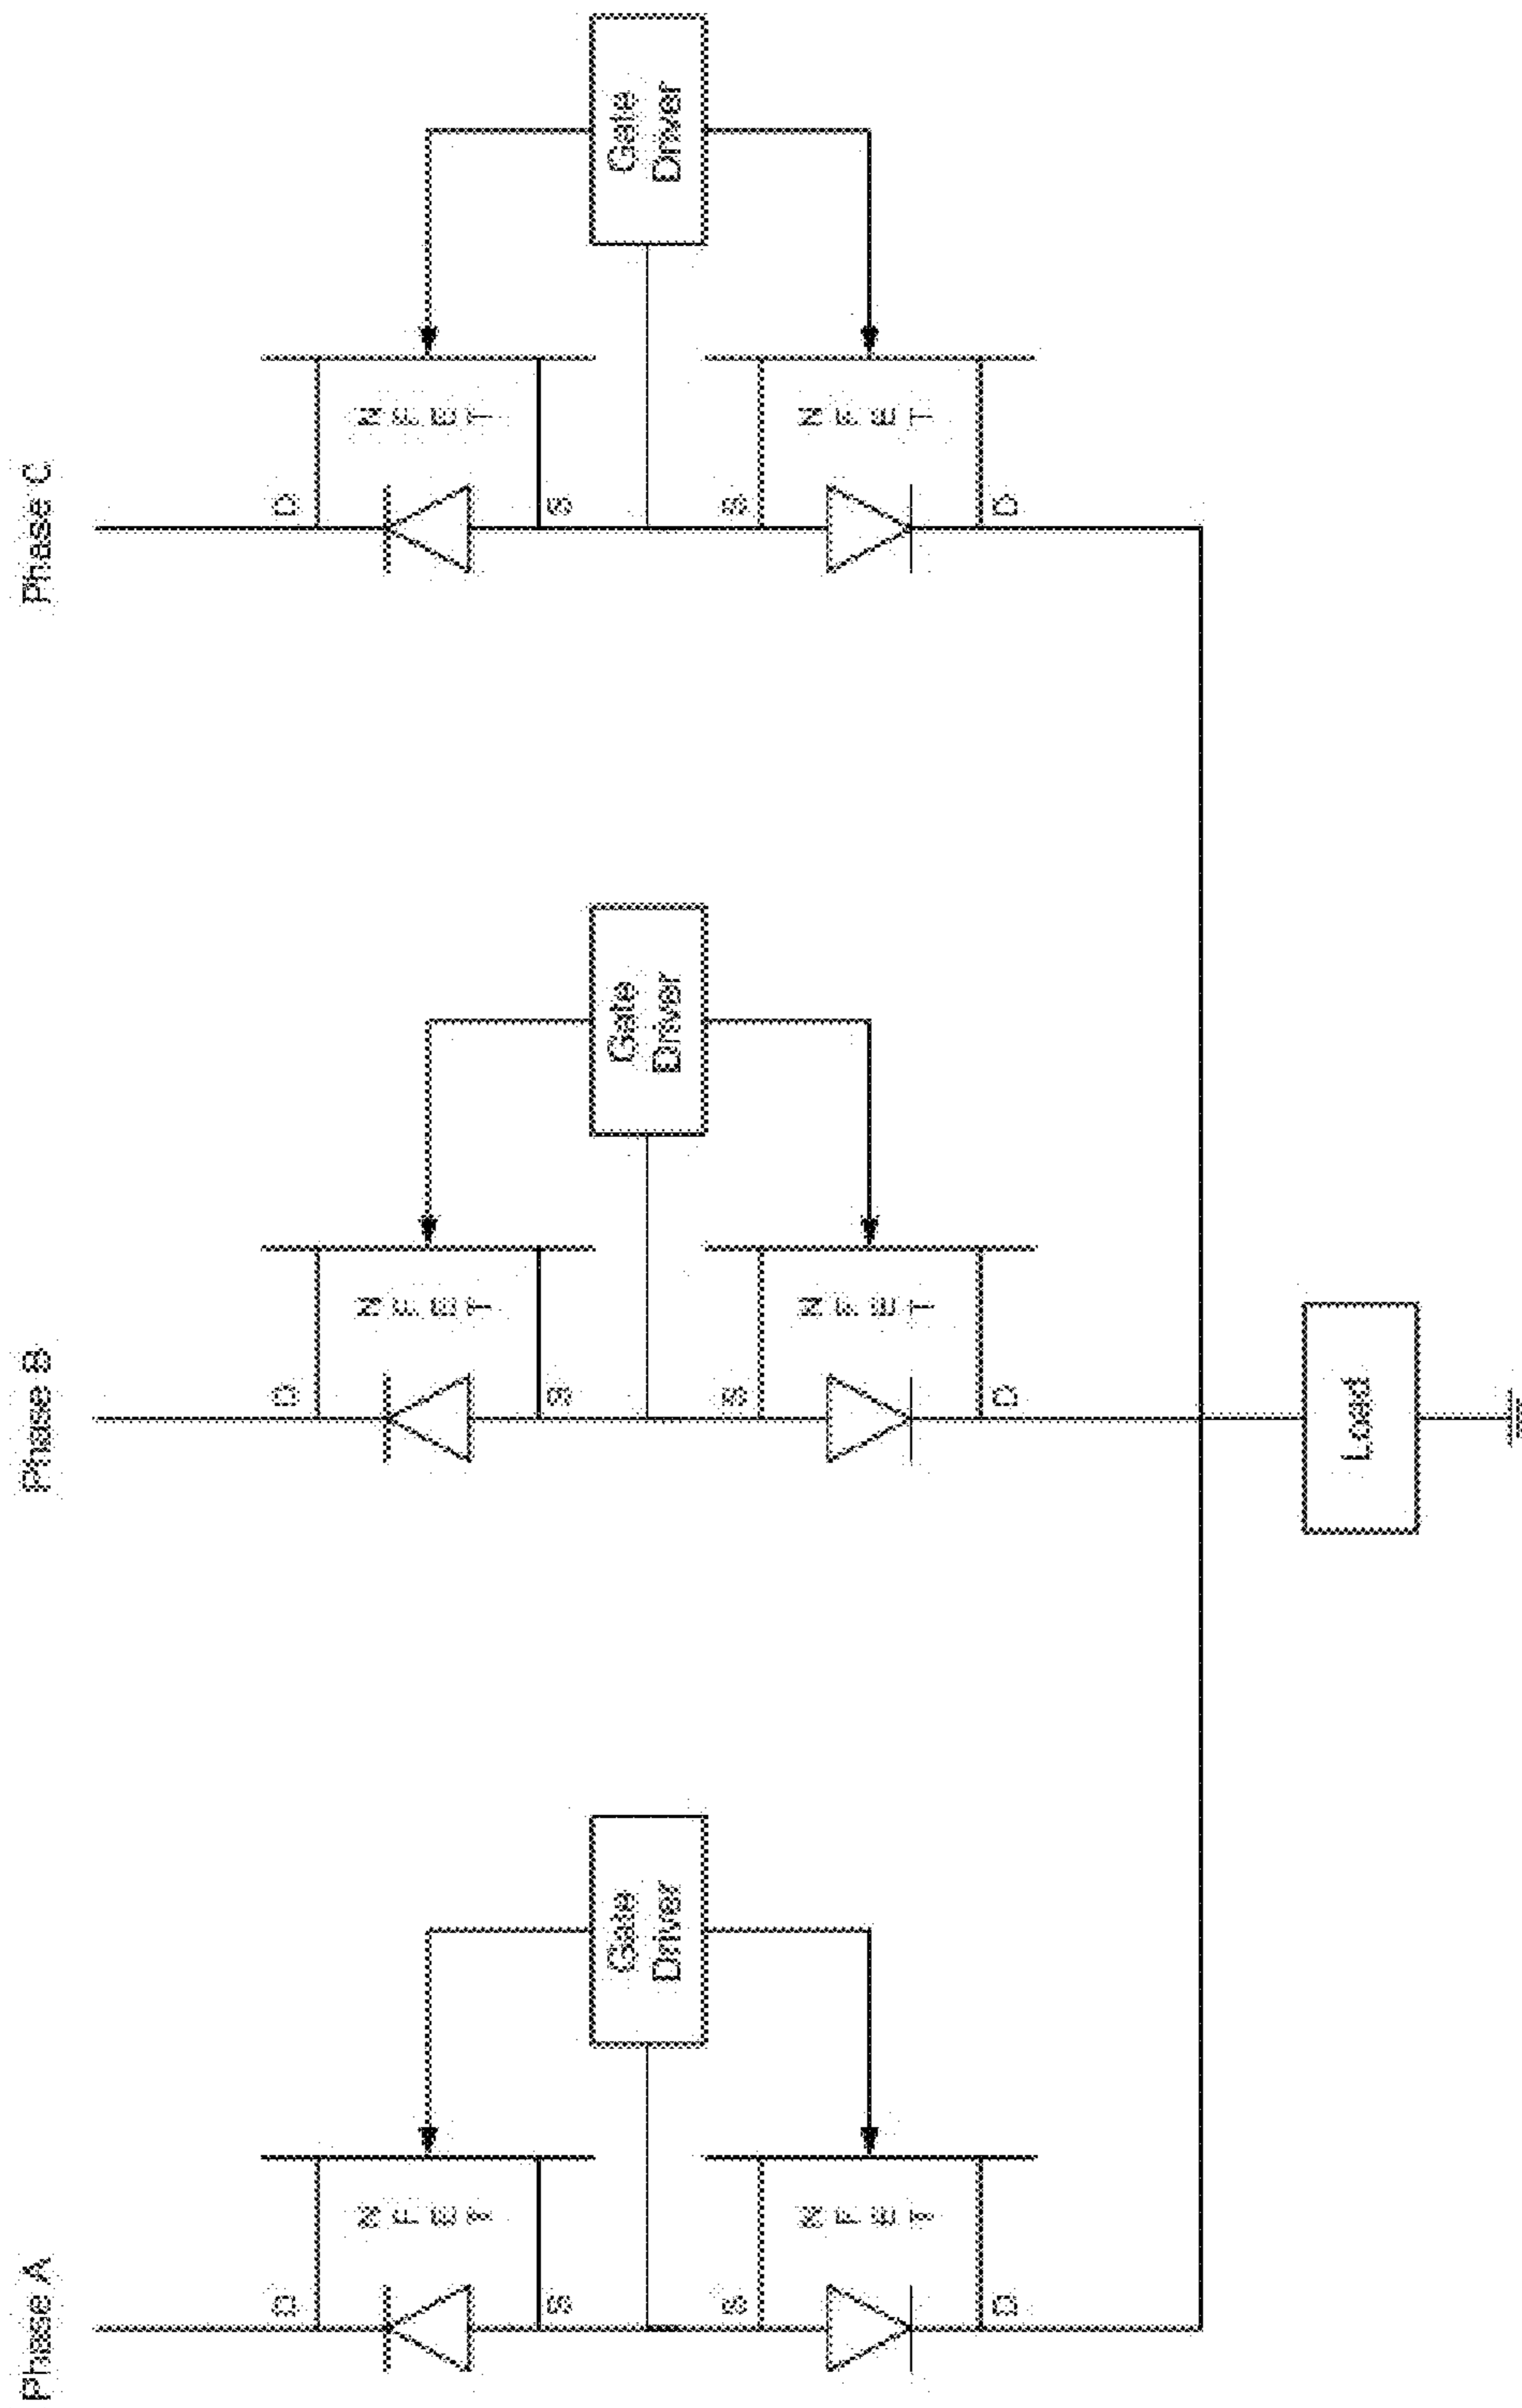 Phase A
Phase B
Phase C
D
D
D
NFET
NFET
NFET
S
S
S
Gate
Driver
Gate
Driver
Gate
Driver
S
S
S
NFET
NFET
NFET
D
D
D
Load